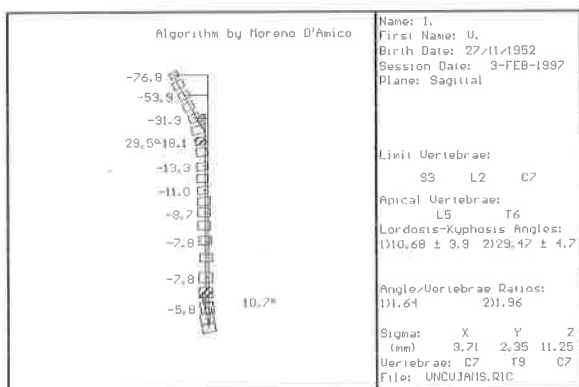 Algorithm by Moreno D'Amico
-76.8
-53.9
-31.3
29.5°-18.1
-13.3
-11.0
-8.7
-7.8
-7.8
-5.8
10.7°
Name: I.
First Name: U.
Birth Date: 27/11/1952
Session Date: 3-FEB-1997
Plane: Sagittal
Limit Vertebrae:
S3 L2 C7
Apical Vertebrae:
L5 T6
Lordosis-Kyphosis Angles:
1)10.68 ± 3.9 2)29.47 ± 4.7
Angle/Vertebrae Ratios:
1)1.64 2)1.96
Sigma: X Y Z
(mm) 3.71 2.35 11.25
Vertebrae: C7 T9 C7